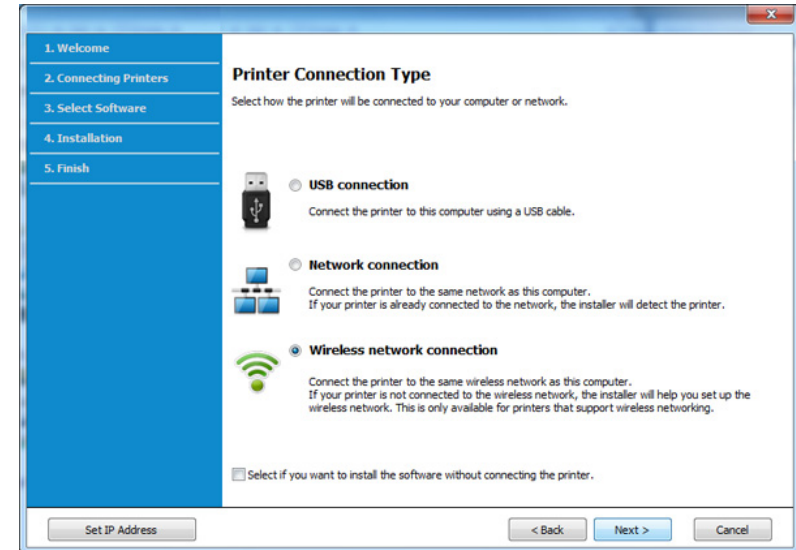 1. Welcome
2. Connecting Printers
3. Select Software
4. Installation
5. Finish
Printer Connection Type
Select how the printer will be connected to your computer or network.
USB connection
Connect the printer to this computer using a USB cable.
Network connection
Connect the printer to the same network as this computer.
If your printer is already connected to the network, the installer will detect the printer.
Wireless network connection
Connect the printer to the same wireless network as this computer.
If your printer is not connected to the wireless network, the installer will help you set up the
wireless network. This is only available for printers that support wireless networking.
Select if you want to install the software without connecting the printer.
Set IP Address
< Back
Next >
Cancel